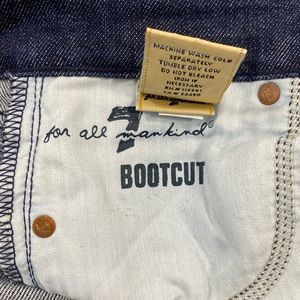 MACHINE WASH COLD
SEPARATELY
TUMBLE DRY LOW
DO NOT BLEACH
IRON IF
NECESSARY
7
for all mankind®
BOOTCUT